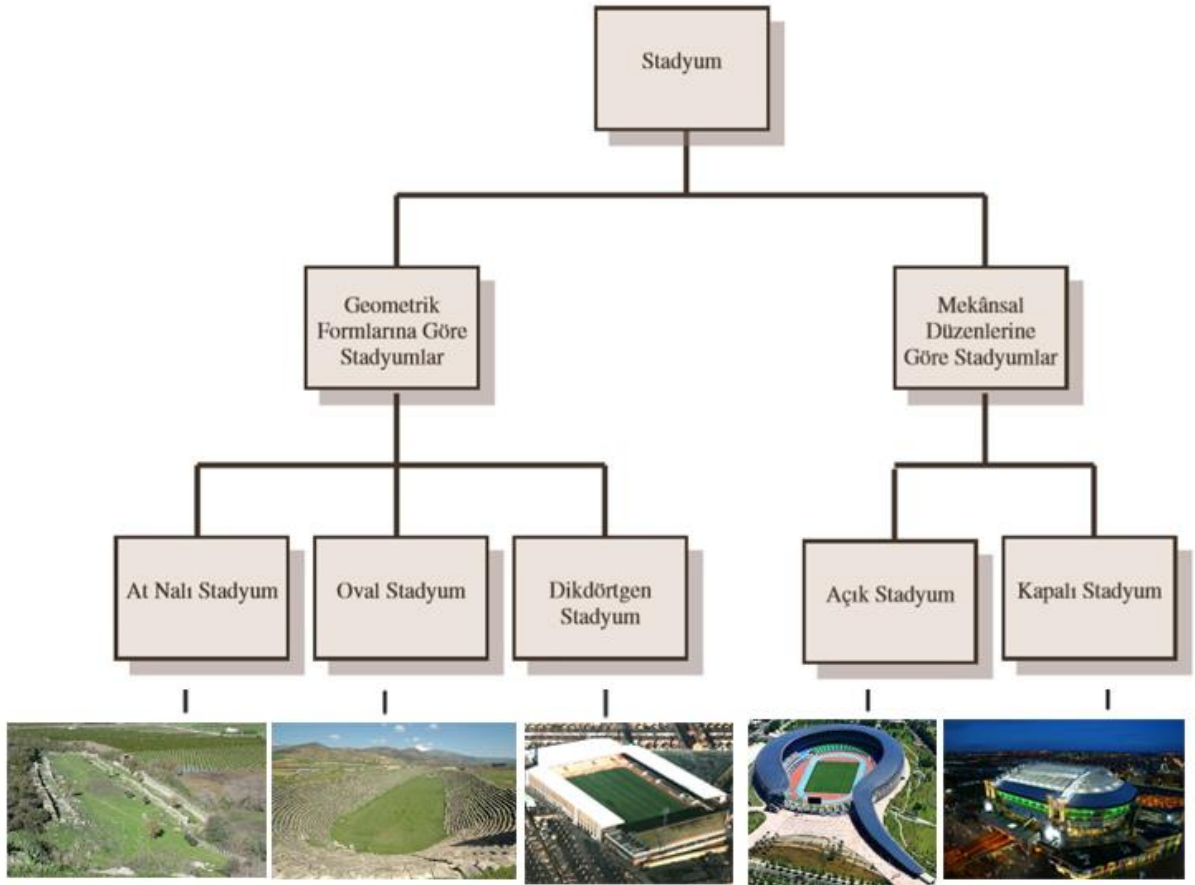 Stadyum
Geometrik
Formlarına Göre
Stadyumlar
Mekânsal
Düzenlerine
Göre Stadyumlar
At Nalı Stadyum
Oval Stadyum
Dikdörtgen
Stadyum
Açık Stadyum
Kapalı Stadyum